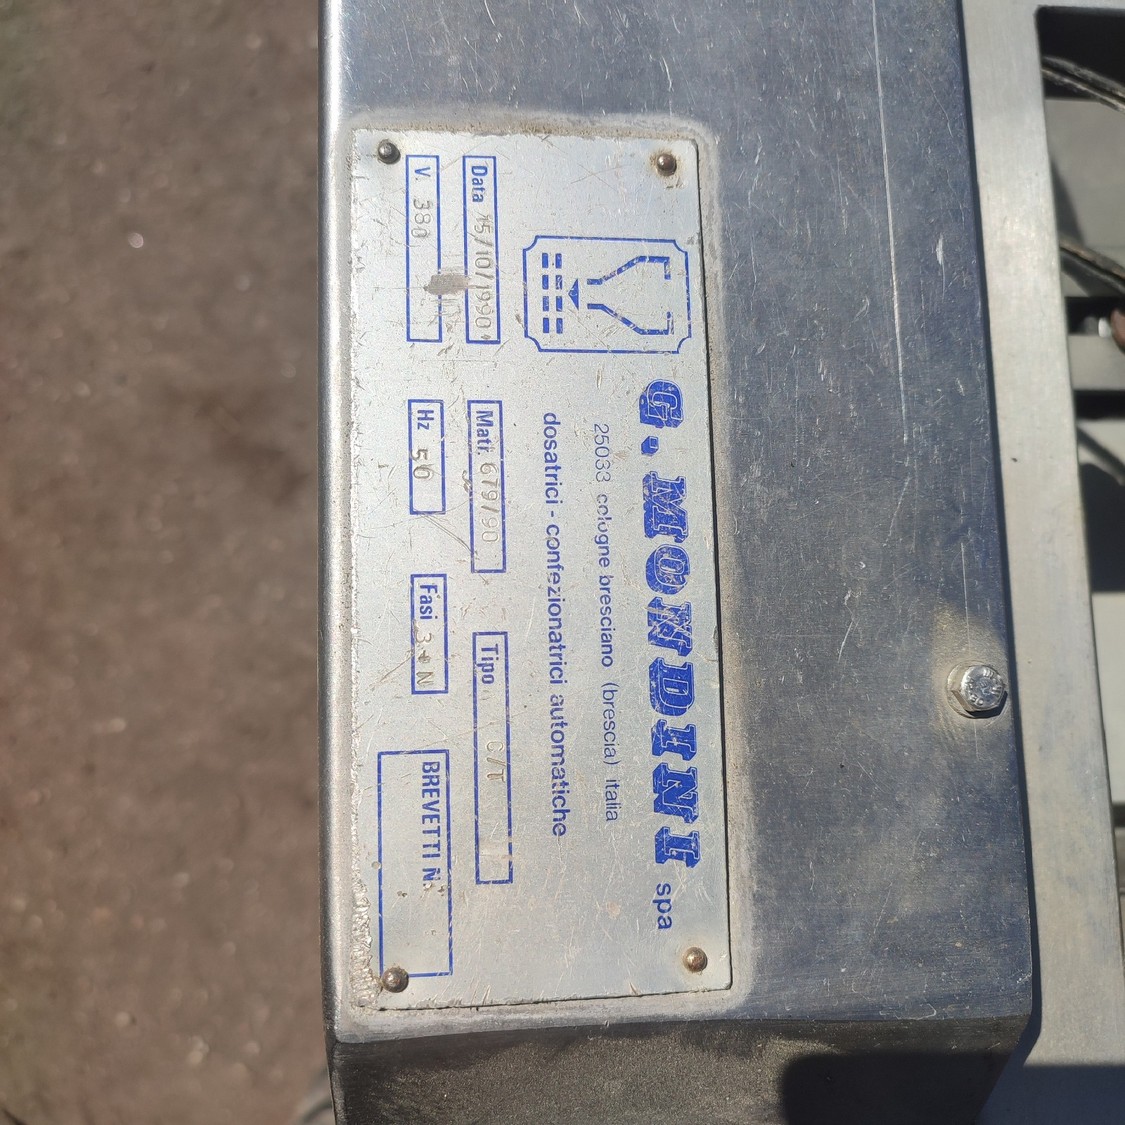 G. MONDINI spa
25033 cologne bresciano (brescia) italia
dosatrici - confezionatrici automatiche
Data 15/10/1990
Matr. 679/90
Tipo C/T
V. 380
Hz 50
Fasi 3+N
BREVETTI N.